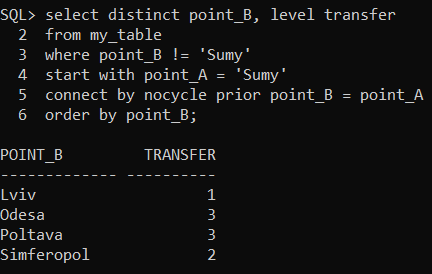 SQL> select distinct point_B, level transfer
  2  from my_table
  3  where point_B != 'Sumy'
  4  start with point_A = 'Sumy'
  5  connect by nocycle prior point_B = point_A
  6  order by point_B;

POINT_B         TRANSFER
------------- ----------
Lviv                   1
Odesa                  3
Poltava                3
Simferopol             2